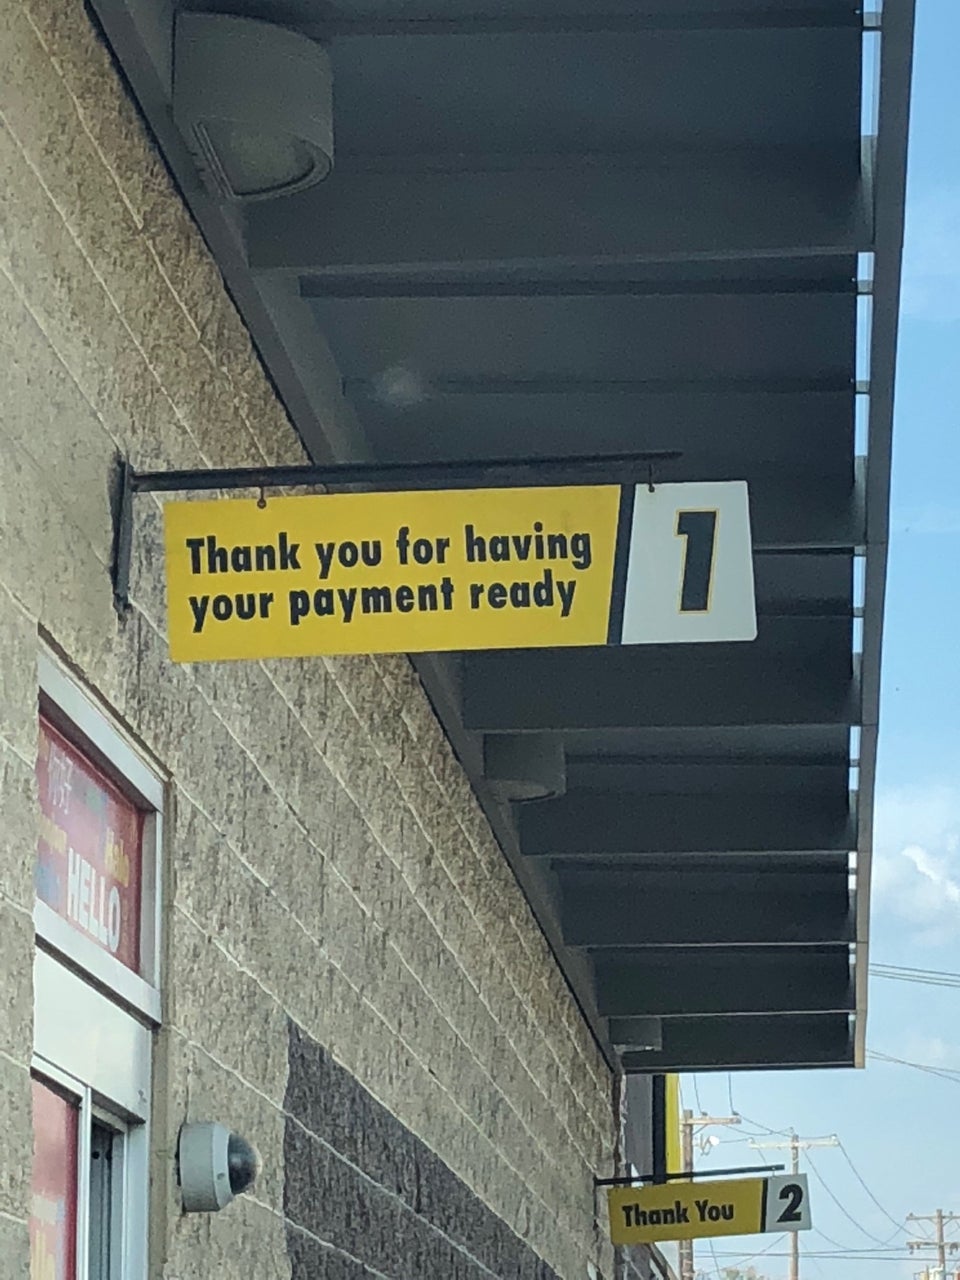 Thank you for having
your payment ready
1
HELLO
Thank You
2